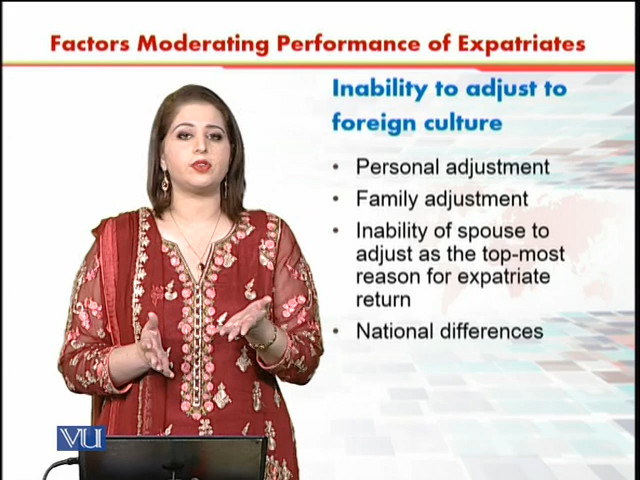 Factors Moderating Performance of Expatriates
Inability to adjust to
foreign culture
• Personal adjustment
• Family adjustment
• Inability of spouse to
adjust as the top-most
reason for expatriate
return
• National differences
VU